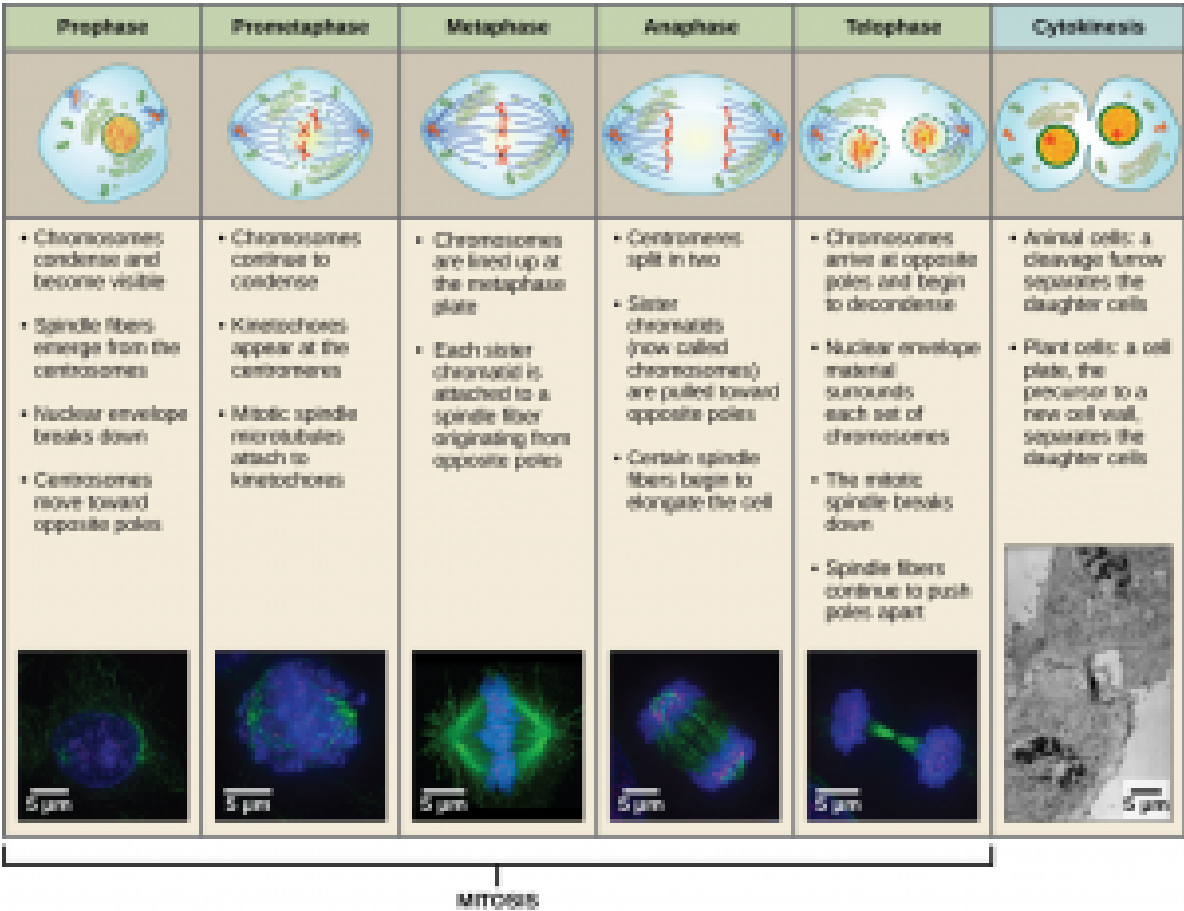 Prophase
Prometaphase
Metaphase
Anaphase
Telophase
Cytokinesis
• Chromosomes
condense and
become visible
• Spindle fibers
emerge from the
centrosomes
• Nuclear envelope
breaks down
• Centrosomes
move toward
opposite poles
• Chromosomes
continue to
condense
• Kinetochores
appear at the
centromeres
• Mitotic spindle
microtubules
attach to
kinetochores
• Chromosomes
are lined up at
the metaphase
plate
• Each sister
chromatid is
attached to a
spindle fiber
originating from
opposite poles
• Centromeres
split in two
• Sister
chromatids
(now called
chromosomes)
are pulled toward
opposite poles
• Certain spindle
fibers begin to
elongate the cell
• Chromosomes
arrive at opposite
poles and begin
to decondense
• Nuclear envelope
material
surrounds
each set of
chromosomes
• The mitotic
spindle breaks
down
• Spindle fibers
continue to push
poles apart
• Animal cells: a
cleavage furrow
separates the
daughter cells
• Plant cells: a cell
plate, the
precursor to a
new cell wall,
separates the
daughter cells
5 µm
5 µm
5 µm
5 µm
5 µm
5 µm
MITOSIS